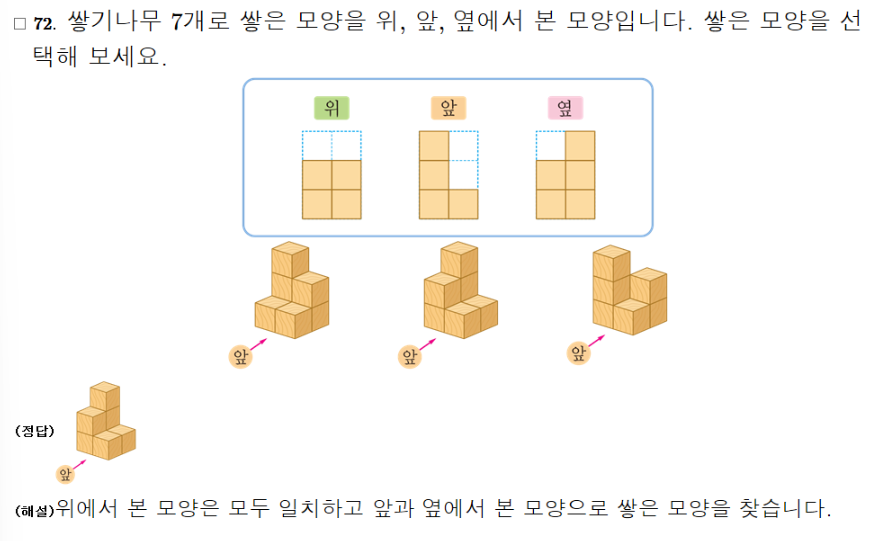 □ 72. 쌓기나무 7개로 쌓은 모양을 위, 앞, 옆에서 본 모양입니다. 쌓은 모양을 선
택해 보세요.
위 앞 옆
앞 앞 앞
(정답)
앞
(해설)위에서 본 모양은 모두 일치하고 앞과 옆에서 본 모양으로 쌓은 모양을 찾습니다.